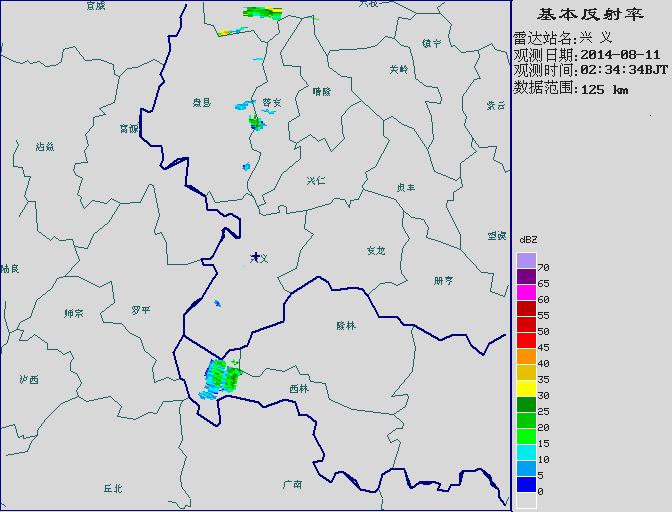 基本反射率
雷达站名:兴 义
观测日期:2014-08-11
观测时间:02:34:34BJT
数据范围:125 km
dBZ
70
65
60
55
50
45
40
35
30
25
20
15
10
5
0
宣威
镇宁
关岭
晴隆
盘县
普安
紫云
富源
沾益
兴仁
贞丰
望谟
兴义
安龙
册亨
陆良
师宗
罗平
隆林
泸西
西林
丘北
广南